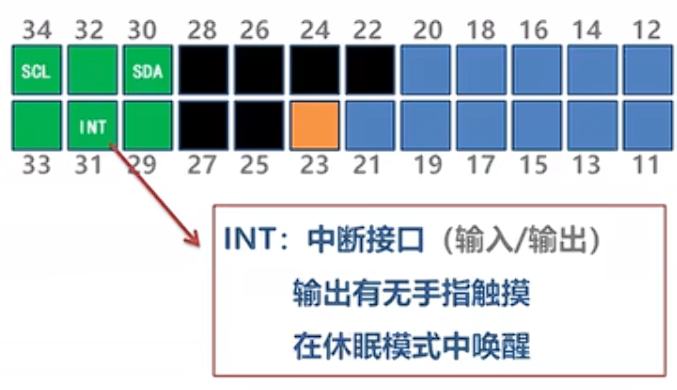 34 32 30 28 26 24 22 20 18 16 14 12
SCL SDA
INT
33 31 29 27 25 23 21 19 17 15 13 11
INT：中断接口（输入/输出）
输出有无手指触摸
在休眠模式中唤醒